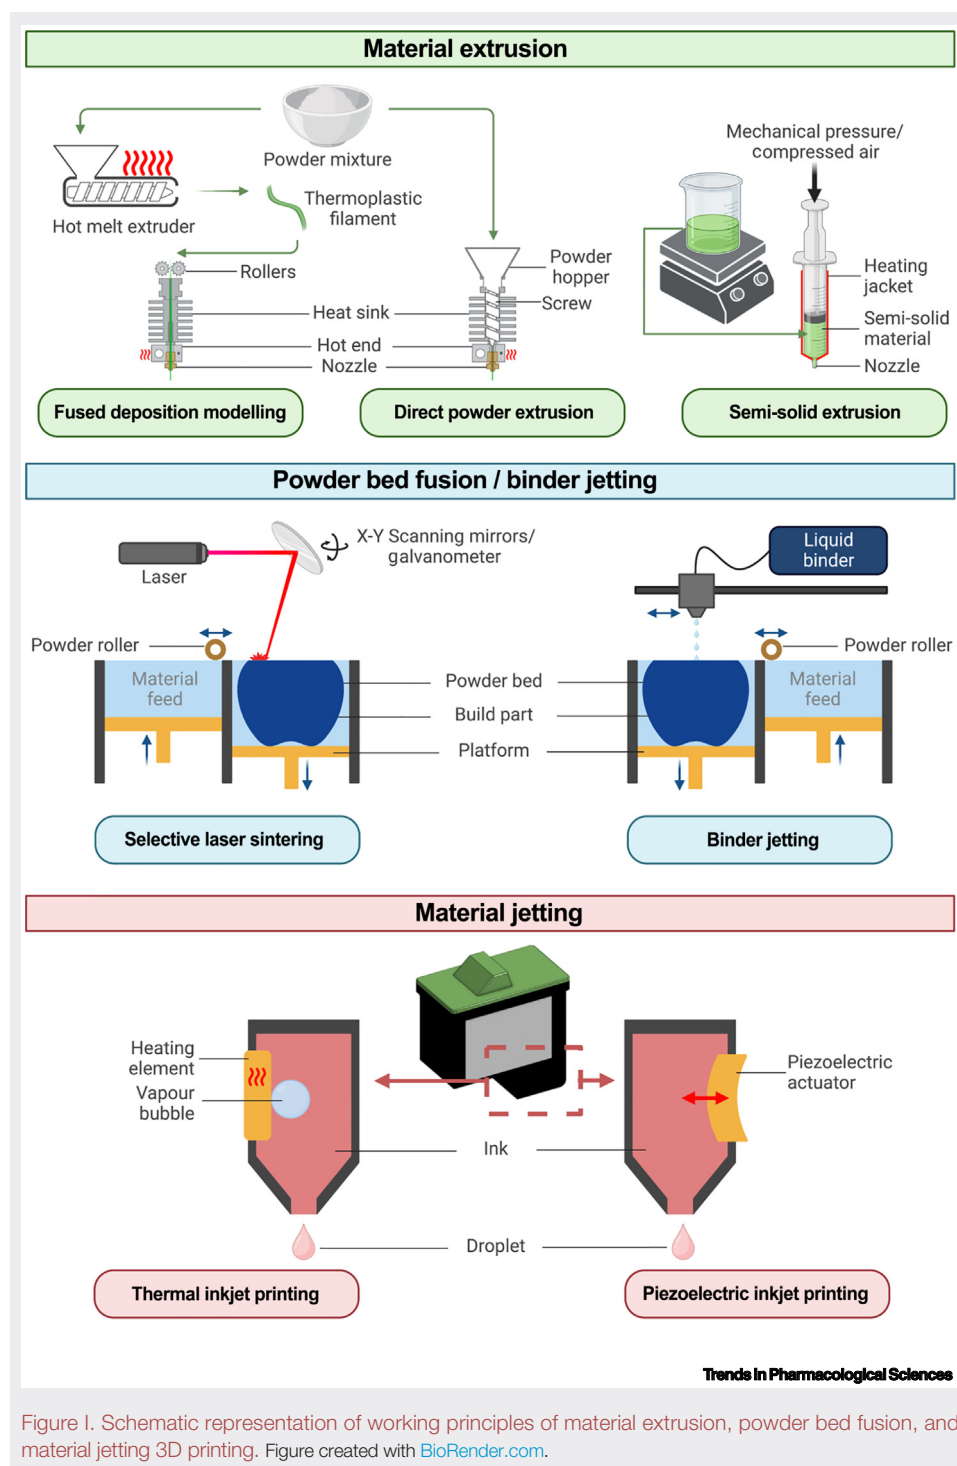 Material extrusion
Powder mixture
Hot melt extruder
Thermoplastic
filament
Rollers
Heat sink
Hot end
Nozzle
Powder
hopper
Screw
Mechanical pressure/
compressed air
Heating
jacket
Semi-solid
material
Nozzle
Fused deposition modelling
Direct powder extrusion
Semi-solid extrusion
Powder bed fusion / binder jetting
Laser
X-Y Scanning mirrors/
galvanometer
Liquid
binder
Powder roller
Powder roller
Material
feed
Powder bed
Build part
Platform
Material
feed
Selective laser sintering
Binder jetting
Material jetting
Heating
element
Vapour
bubble
Piezoelectric
actuator
Ink
Droplet
Thermal inkjet printing
Piezoelectric inkjet printing
Trends in Pharmacological Sciences
Figure I. Schematic representation of working principles of material extrusion, powder bed fusion, and
material jetting 3D printing. Figure created with BioRender.com.